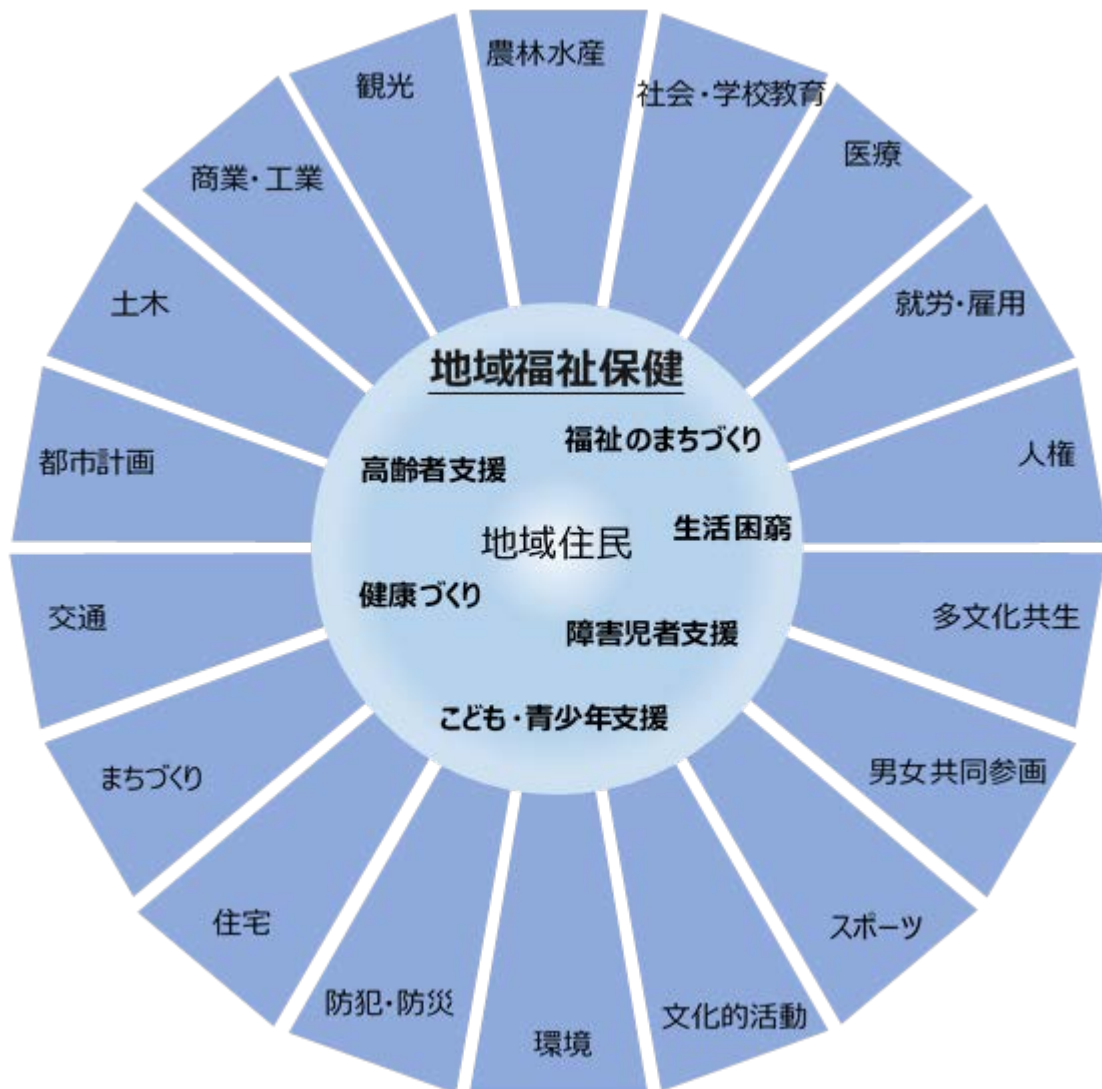 農林水産
社会・学校教育
医療
就労・雇用
人権
多文化共生
男女共同参画
スポーツ
文化的活動
環境
防犯・防災
住宅
まちづくり
交通
都市計画
土木
商業・工業
観光
地域福祉保健
福祉のまちづくり
高齢者支援
生活困窮
地域住民
健康づくり
障害児者支援
こども・青少年支援